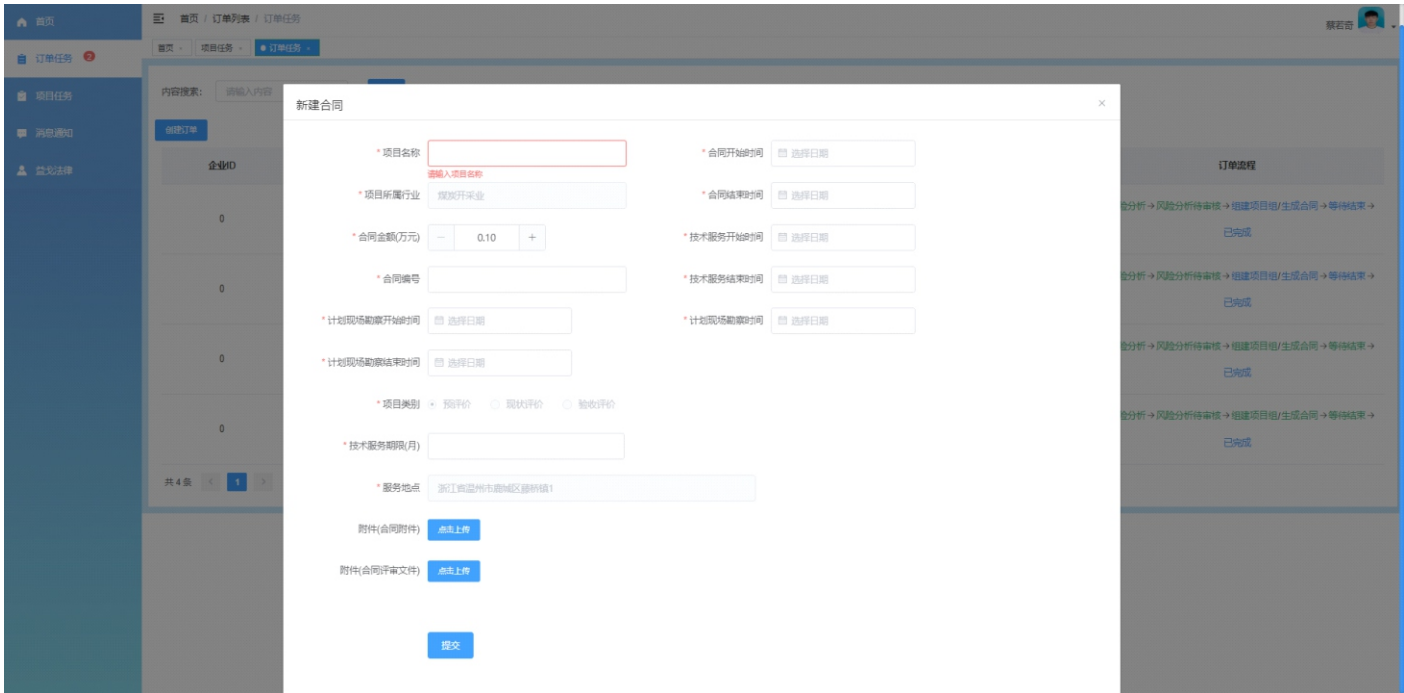 首页
订单任务 2
项目任务
消息通知
益戈法律
首页 / 订单列表 / 订单任务
蔡若奇
首页 ×
项目任务 ×
订单任务 ×
内容搜索: 请输入内容
创建订单
企业ID
订单流程
0
险分析→风险分析待审核→组建项目组/生成合同→等待结束→
已完成
0
险分析→风险分析待审核→组建项目组/生成合同→等待结束→
已完成
0
险分析→风险分析待审核→组建项目组/生成合同→等待结束→
已完成
0
险分析→风险分析待审核→组建项目组/生成合同→等待结束→
已完成
共 4 条 < 1 >
新建合同 ×
* 项目名称
请输入项目名称
* 合同开始时间 选择日期
* 项目所属行业 煤炭开采业
* 合同结束时间 选择日期
* 合同金额(万元) − 0.10 +
* 技术服务开始时间 选择日期
* 合同编号
* 技术服务结束时间 选择日期
* 计划现场勘察开始时间 选择日期
* 计划现场勘察时间 选择日期
* 计划现场勘察结束时间 选择日期
* 项目类别 预评价 现状评价 验收评价
* 技术服务期限(月)
* 服务地点 浙江省温州市鹿城区藤桥镇1
附件(合同附件) 点击上传
附件(合同评审文件) 点击上传
提交